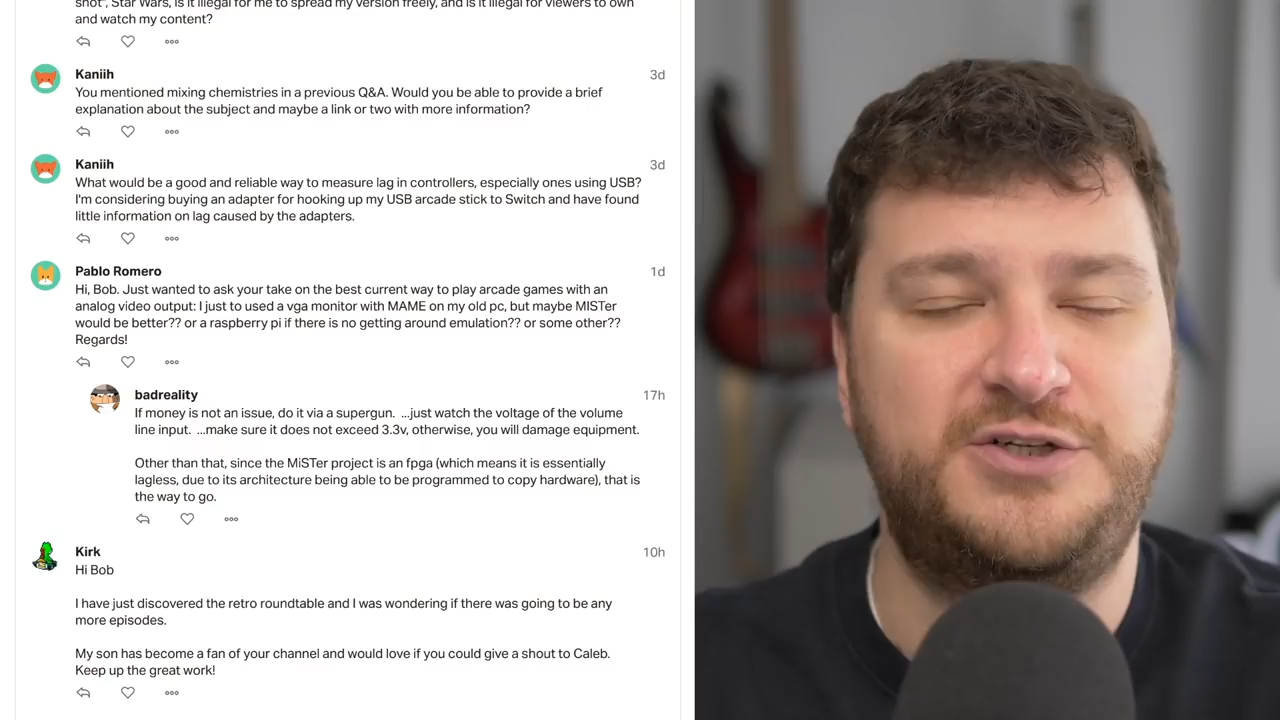 shot", Star Wars, is it illegal for me to spread my version freely, and is it illegal for viewers to own
and watch my content?
Kaniih
3d
You mentioned mixing chemistries in a previous Q&A. Would you be able to provide a brief
explanation about the subject and maybe a link or two with more information?
Kaniih
3d
What would be a good and reliable way to measure lag in controllers, especially ones using USB?
I'm considering buying an adapter for hooking up my USB arcade stick to Switch and have found
little information on lag caused by the adapters.
Pablo Romero
1d
Hi, Bob. Just wanted to ask your take on the best current way to play arcade games with an
analog video output: I just to used a vga monitor with MAME on my old pc, but maybe MISTer
would be better?? or a raspberry pi if there is no getting around emulation?? or some other??
Regards!
badreality
17h
If money is not an issue, do it via a supergun.  ...just watch the voltage of the volume
line input.  ...make sure it does not exceed 3.3v, otherwise, you will damage equipment.
Other than that, since the MiSTer project is an fpga (which means it is essentially
lagless, due to its architecture being able to be programmed to copy hardware), that is
the way to go.
Kirk
10h
Hi Bob
I have just discovered the retro roundtable and I was wondering if there was going to be any
more episodes.
My son has become a fan of your channel and would love if you could give a shout to Caleb.
Keep up the great work!